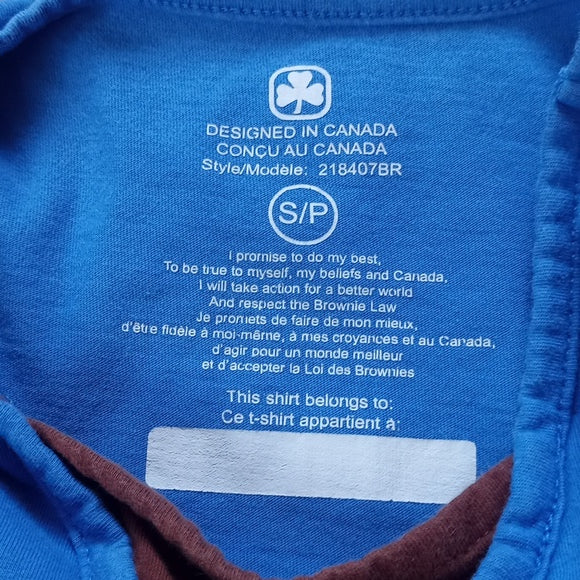 DESIGNED IN CANADA
CONÇU AU CANADA
Style/Modèle: 218407BR
S/P
I promise to do my best,
To be true to myself, my beliefs and Canada,
I will take action for a better world
And respect the Brownie Law
Je promets de faire de mon mieux,
d'être fidèle à moi-même, à mes croyances et au Canada,
d'agir pour un monde meilleur
et d'accepter la Loi des Brownies
This shirt belongs to:
Ce t-shirt appartient à: